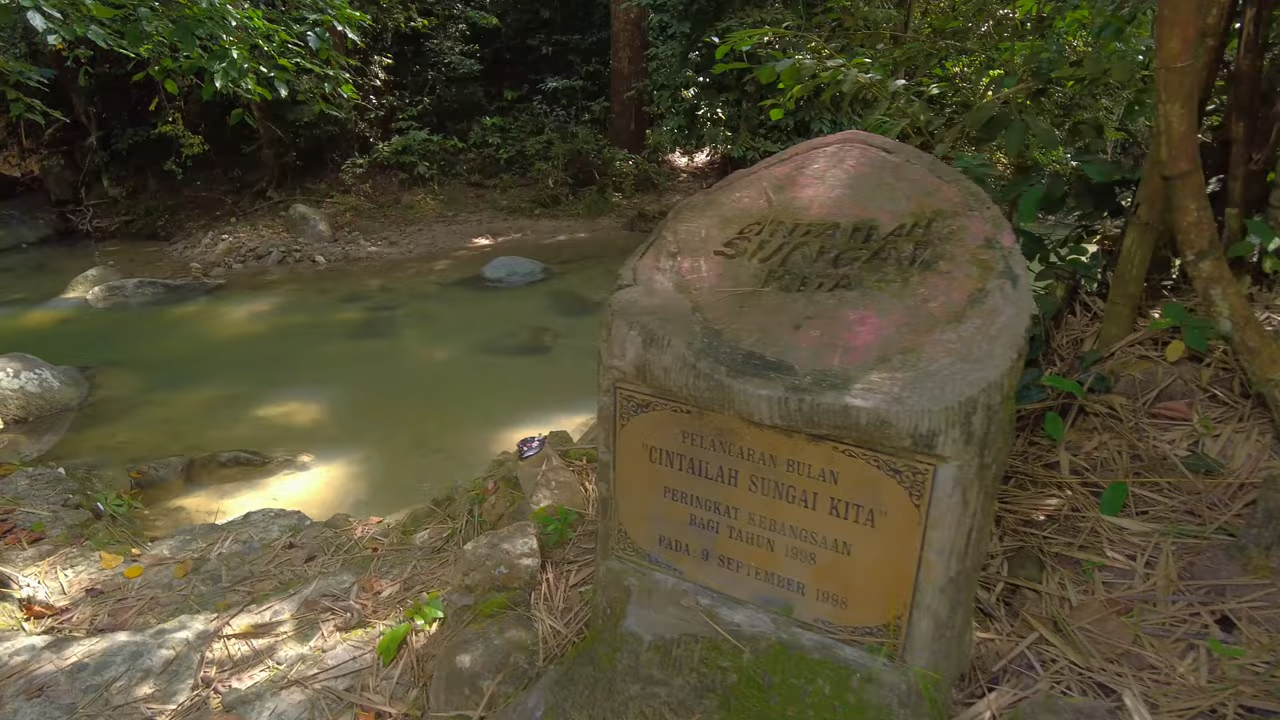 CINTAILAH
SUNGAI
KITA
PELANCARAN BULAN
"CINTAILAH SUNGAI KITA"
PERINGKAT KEBANGSAAN
BAGI TAHUN 1998
PADA: 9 SEPTEMBER 1998